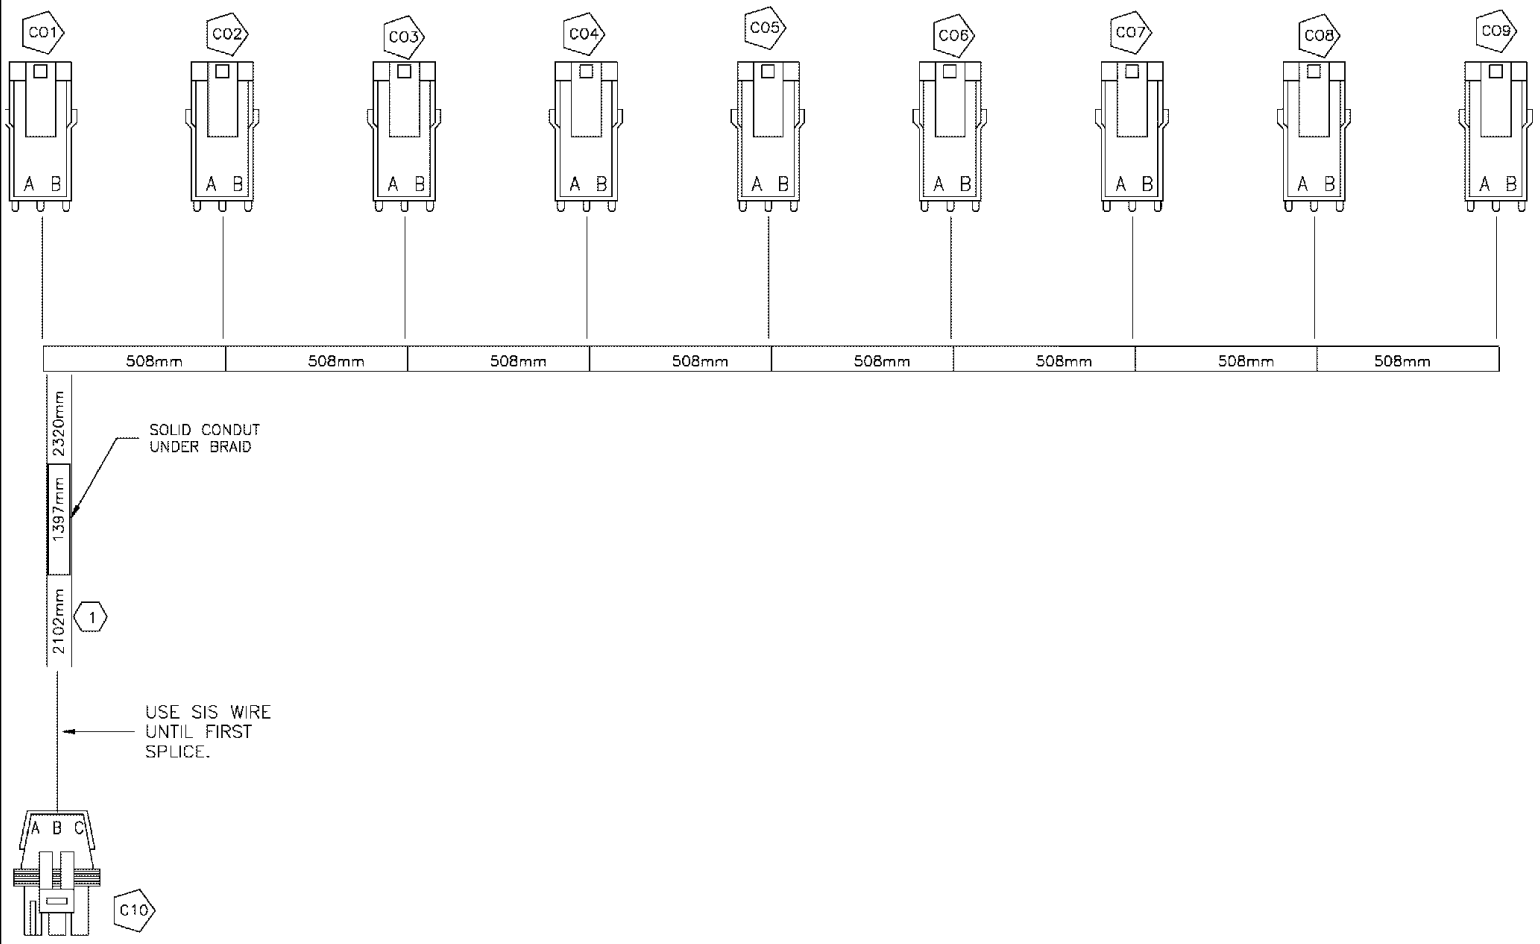 C01 C02 C03 C04 C05 C06 C07 C08 C09
A B A B A B A B A B A B A B A B A B
508mm 508mm 508mm 508mm 508mm 508mm 508mm 508mm
2320mm
SOLID CONDUT
UNDER BRAID
1397mm
2102mm
1
USE SIS WIRE
UNTIL FIRST
SPLICE.
A B C
C10